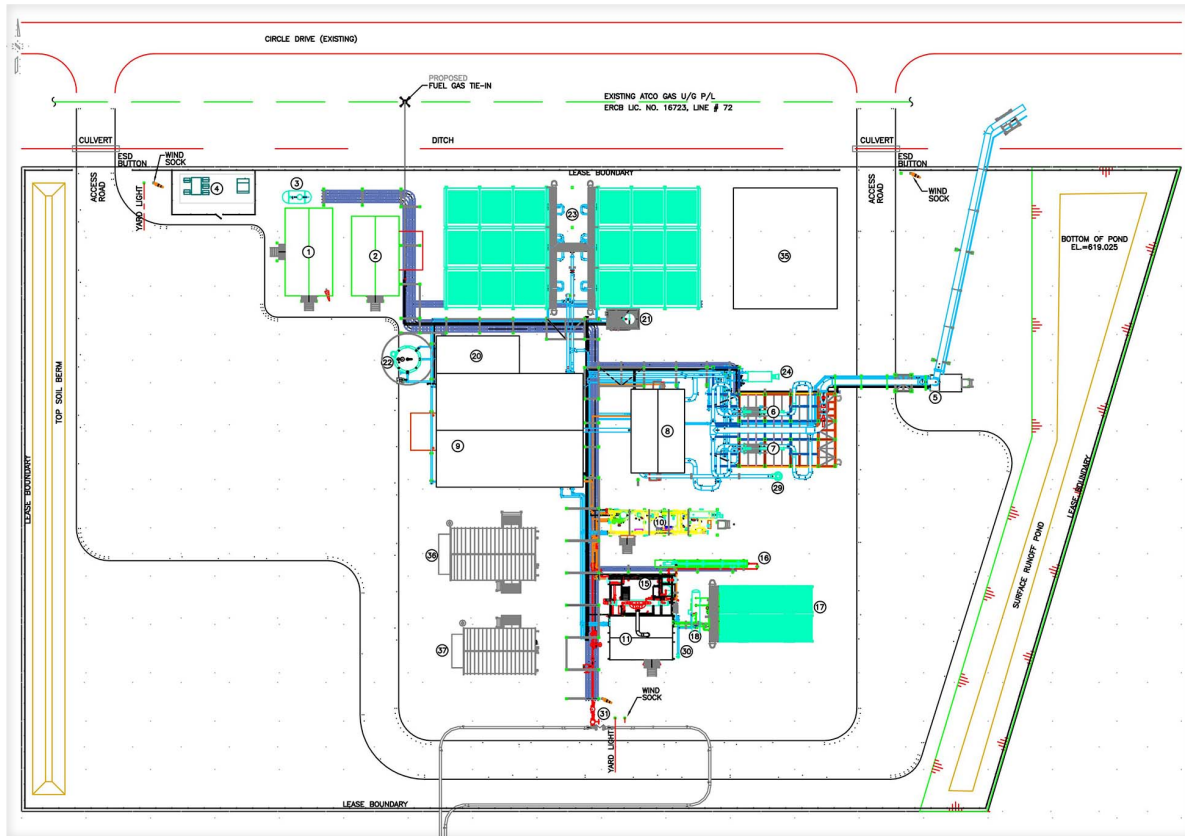 CIRCLE DRIVE (EXISTING)
PROPOSED
FUEL GAS TIE-IN
EXISTING ATCO GAS U/G P/L
ERCB LIC. NO. 16723, LINE # 72
CULVERT
DITCH
CULVERT
ESD
BUTTON
WIND
SOCK
ESD
BUTTON
WIND
SOCK
LEASE BOUNDARY
ACCESS
ROAD
YARD LIGHT
ACCESS
ROAD
4
3
1
2
23
35
BOTTOM OF POND
EL.=619.025
21
22
20
24
5
6
7
8
9
29
TOP SOIL BERM
LEASE BOUNDARY
LEASE BOUNDARY
SURFACE RUNOFF POND
10
36
16
15
17
11
18
30
37
31
WIND
SOCK
YARD LIGHT
LEASE BOUNDARY